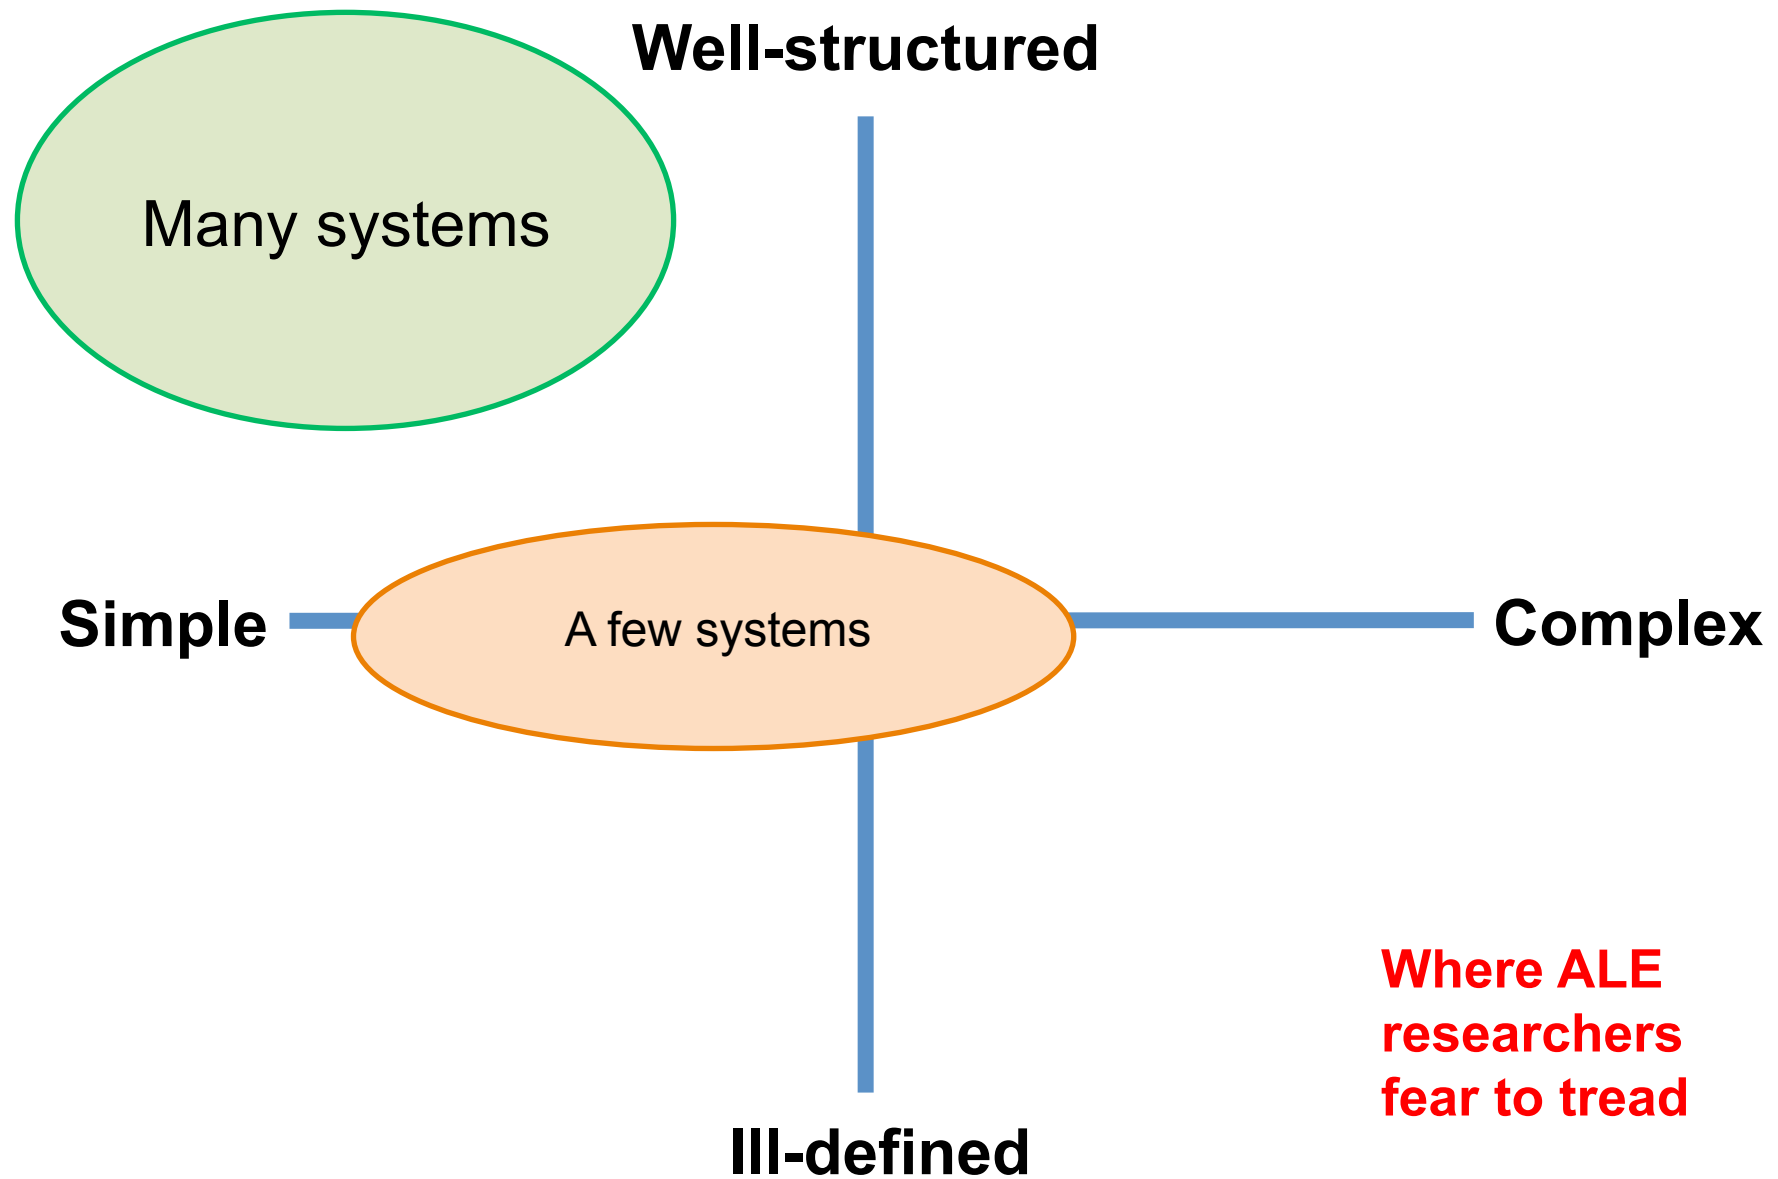 Well-structured
Many systems
Simple
A few systems
Complex
Where ALE
researchers
fear to tread
Ill-defined